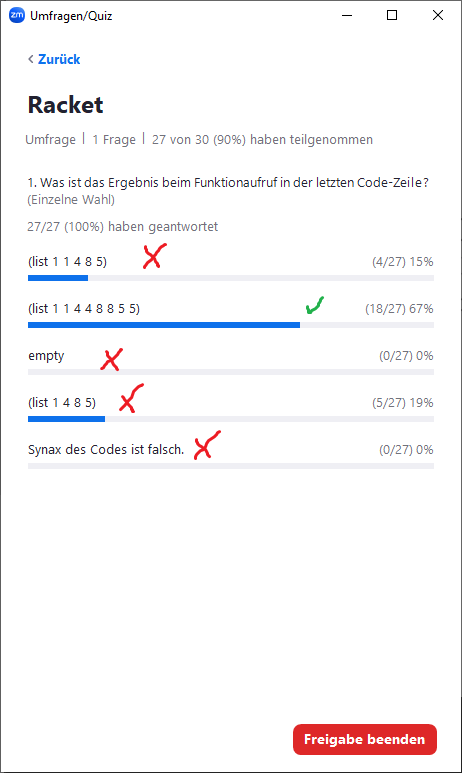 zm Umfragen/Quiz
Zurück
Racket
Umfrage | 1 Frage | 27 von 30 (90%) haben teilgenommen
1. Was ist das Ergebnis beim Funktionaufruf in der letzten Code-Zeile?
(Einzelne Wahl)
27/27 (100%) haben geantwortet
(list 1 1 4 8 5) (4/27) 15%
(list 1 1 4 4 8 8 5 5) (18/27) 67%
empty (0/27) 0%
(list 1 4 8 5) (5/27) 19%
Synax des Codes ist falsch. (0/27) 0%
Freigabe beenden